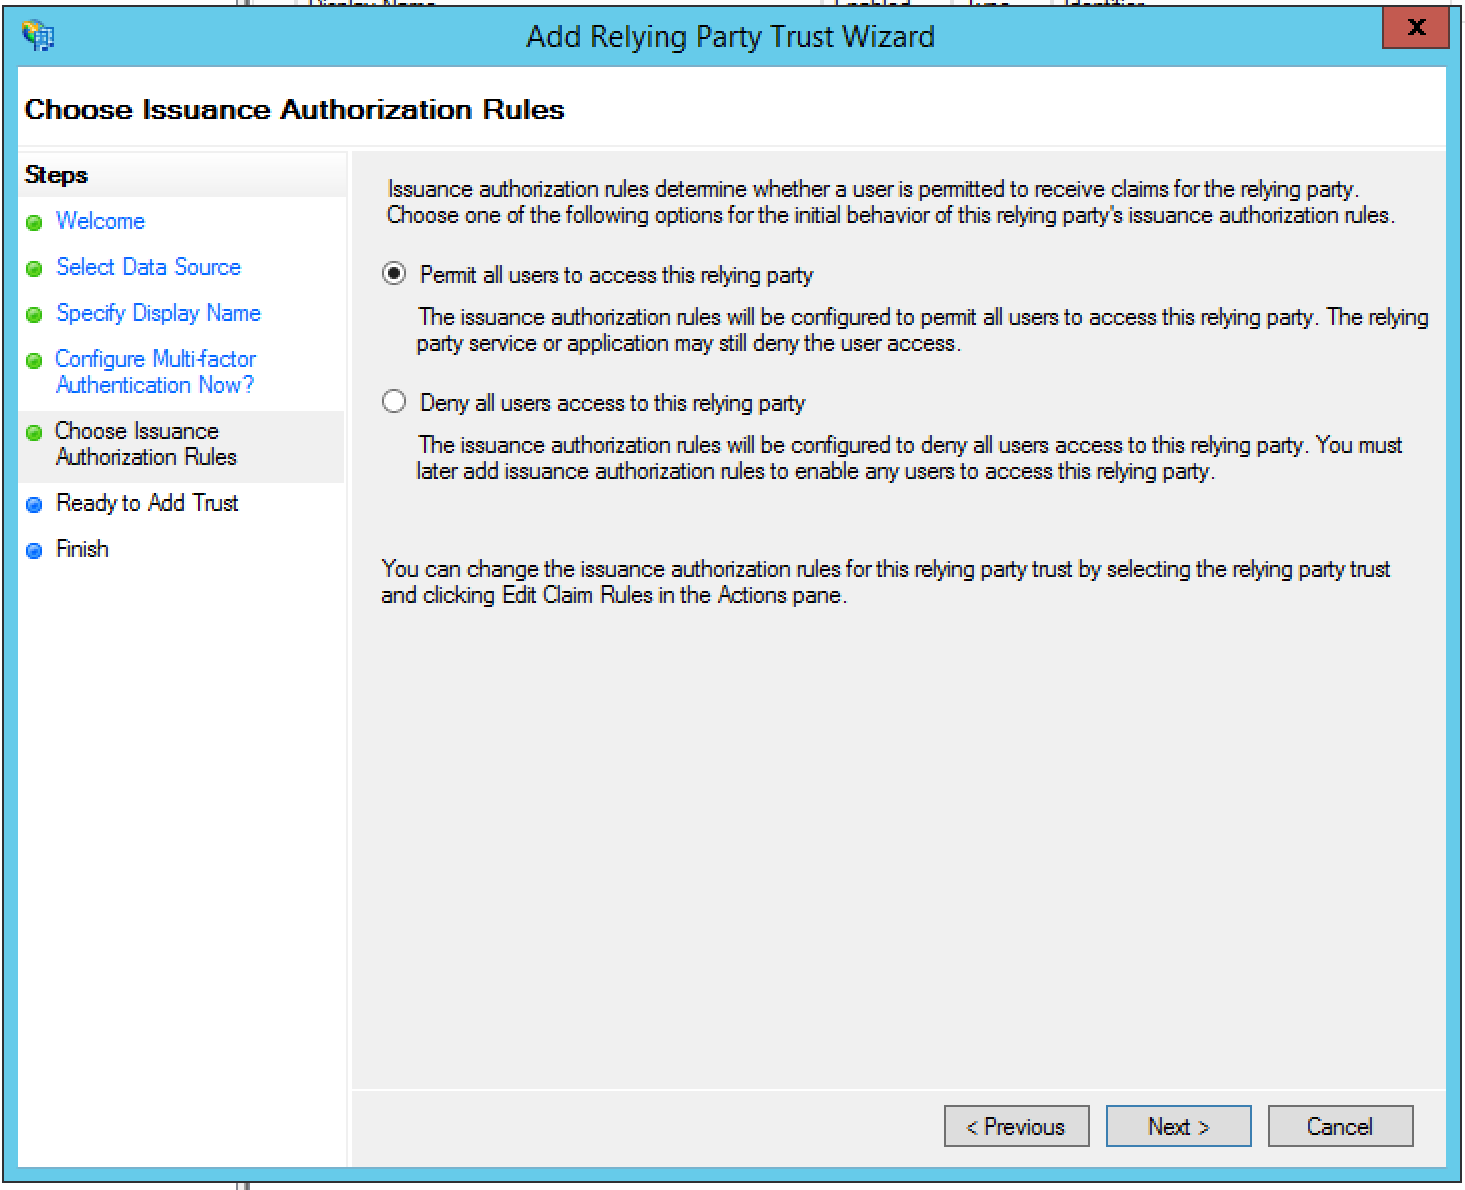 Display Name Enabled Type Identifier
Add Relying Party Trust Wizard
X
Choose Issuance Authorization Rules
Steps
Welcome
Select Data Source
Specify Display Name
Configure Multi-factor
Authentication Now?
Choose Issuance
Authorization Rules
Ready to Add Trust
Finish
Issuance authorization rules determine whether a user is permitted to receive claims for the relying party.
Choose one of the following options for the initial behavior of this relying party's issuance authorization rules.
Permit all users to access this relying party
The issuance authorization rules will be configured to permit all users to access this relying party. The relying
party service or application may still deny the user access.
Deny all users access to this relying party
The issuance authorization rules will be configured to deny all users access to this relying party. You must
later add issuance authorization rules to enable any users to access this relying party.
You can change the issuance authorization rules for this relying party trust by selecting the relying party trust
and clicking Edit Claim Rules in the Actions pane.
< Previous
Next >
Cancel